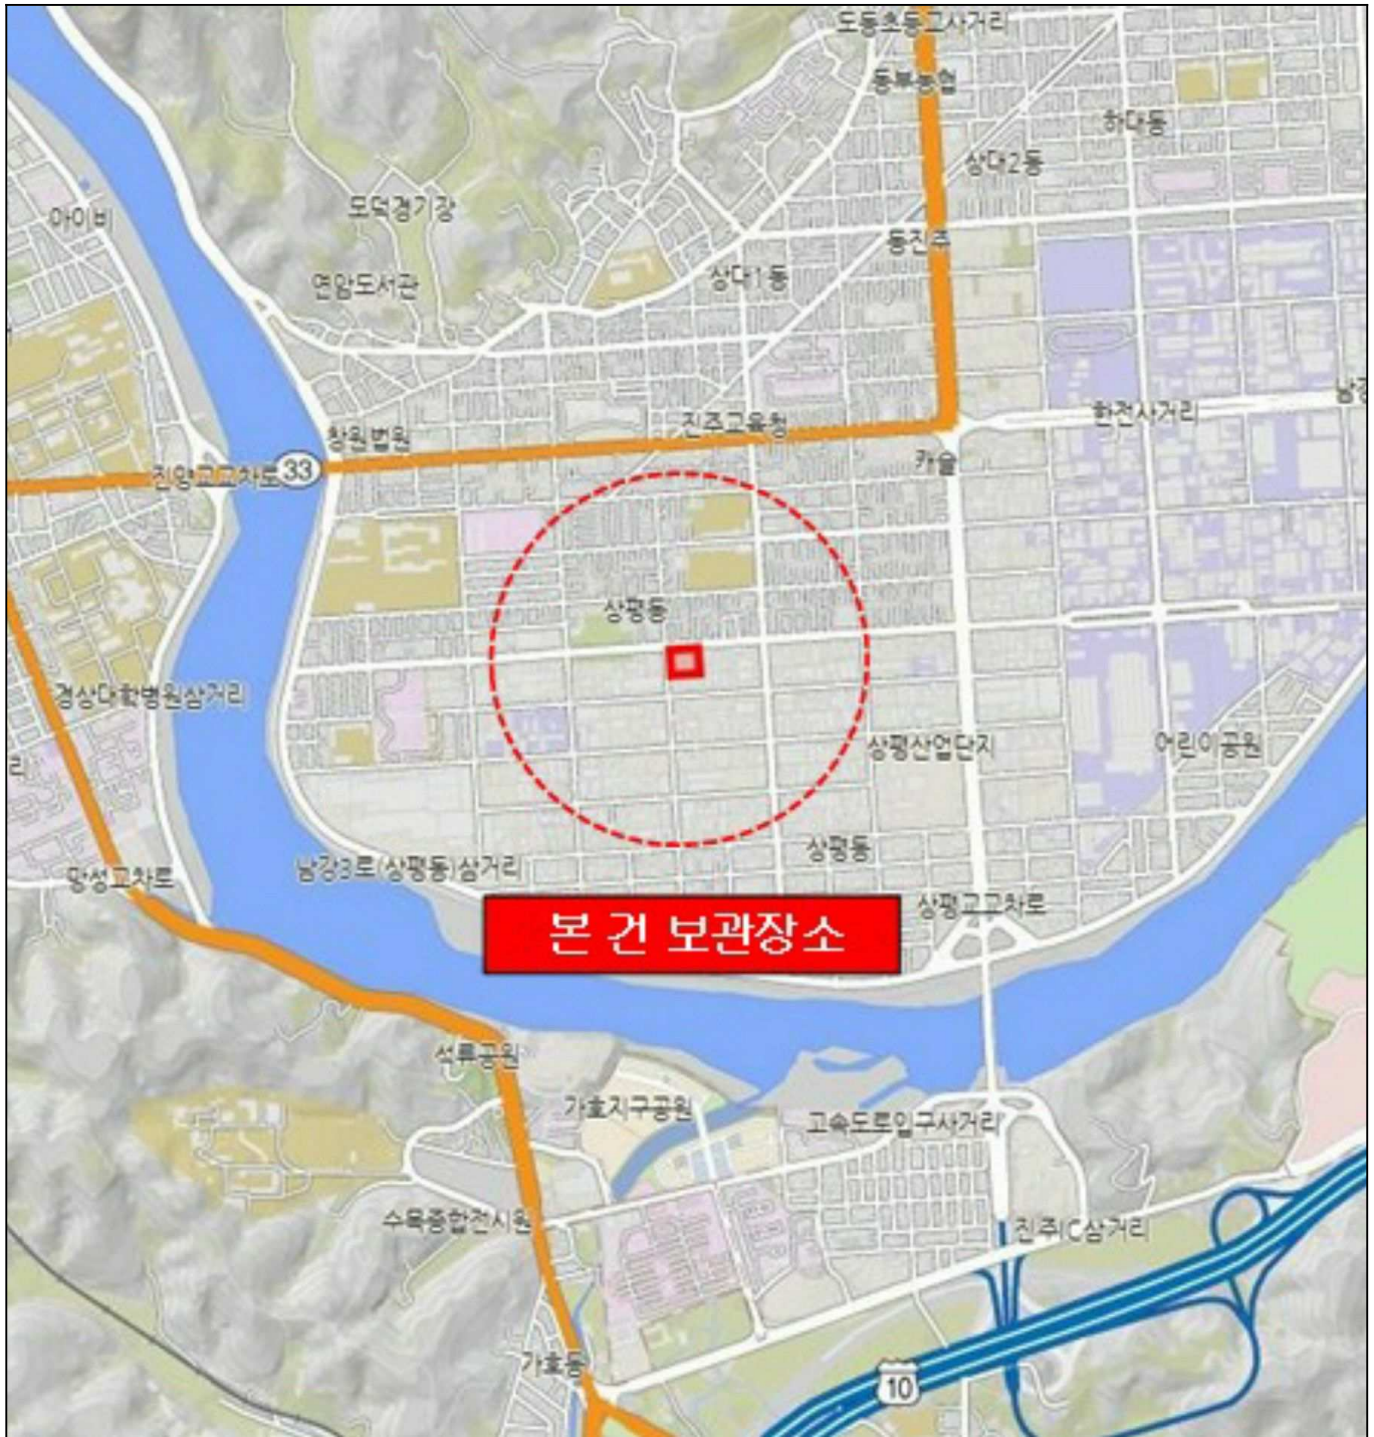 도동초등교사거리
동부농협
하대동
상대2동
아이비
모덕경기장
동진주
상대1동
연암도서관
한전사거리
진주교육청
창원법원
카슬
진양교교차로
33
상평동
경상대학병원삼거리
상평산업단지
어린이공원
리
상평동
남강3로(상평동)삼거리
망성교차로
상평교교차로
본 건 보관장소
석류공원
가호지구공원
고속도로입구사거리
수목종합전시원
진주IC삼거리
가호동
10